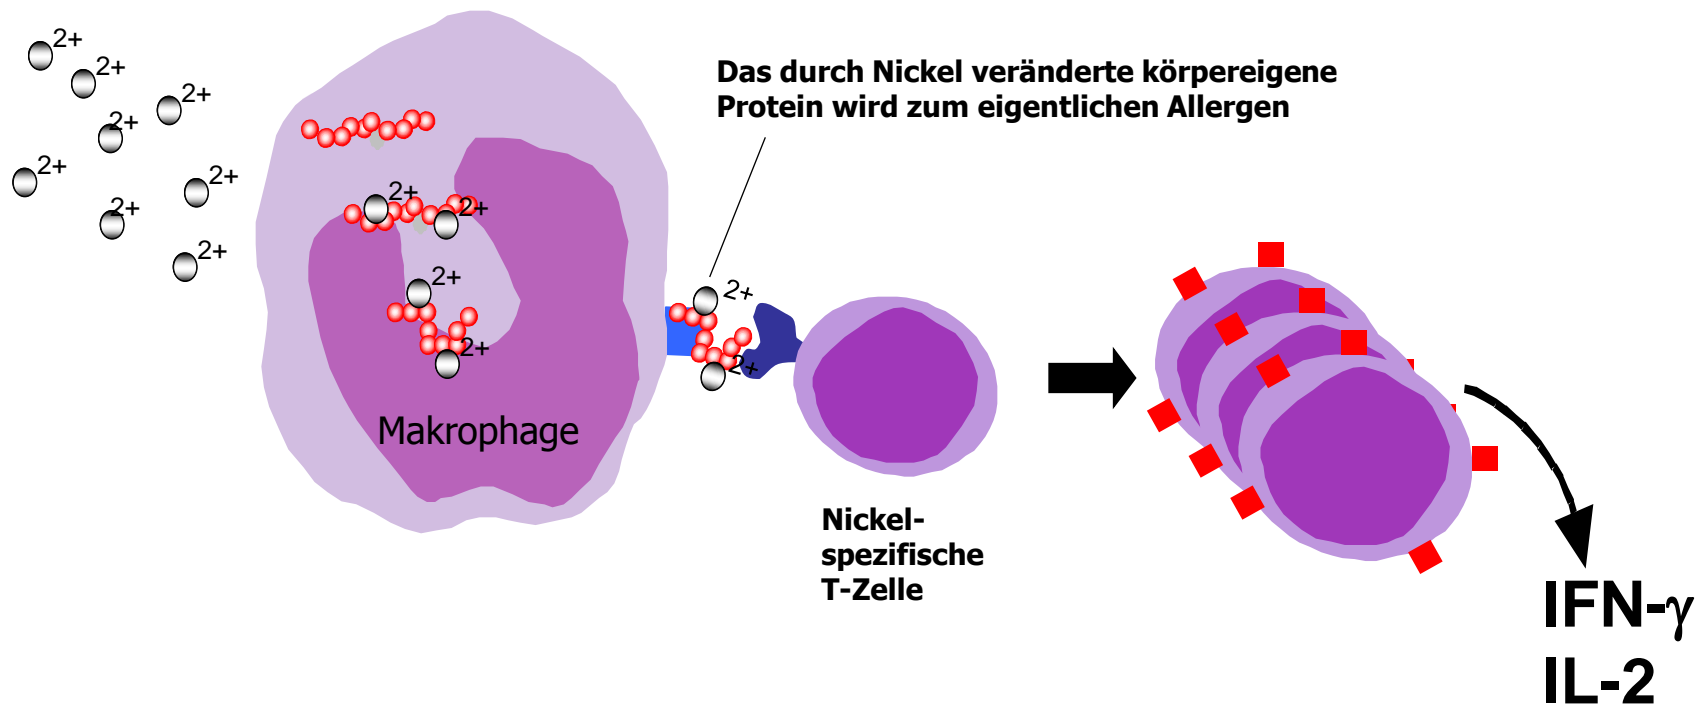 2+
2+
2+
2+
2+
2+
2+
2+
Das durch Nickel veränderte körpereigene
Protein wird zum eigentlichen Allergen
2+
2+
2+
2+
2+
2+
Makrophage
Nickel-
spezifische
T-Zelle
IFN-γ
IL-2